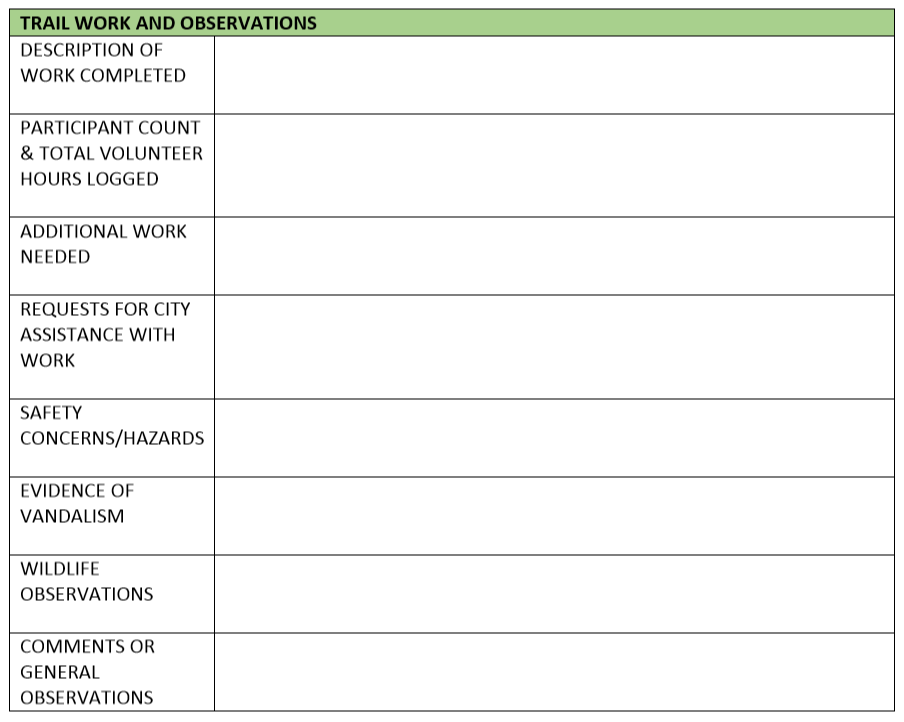 TRAIL WORK AND OBSERVATIONS
DESCRIPTION OF
WORK COMPLETED
PARTICIPANT COUNT
& TOTAL VOLUNTEER
HOURS LOGGED
ADDITIONAL WORK
NEEDED
REQUESTS FOR CITY
ASSISTANCE WITH
WORK
SAFETY
CONCERNS/HAZARDS
EVIDENCE OF
VANDALISM
WILDLIFE
OBSERVATIONS
COMMENTS OR
GENERAL
OBSERVATIONS